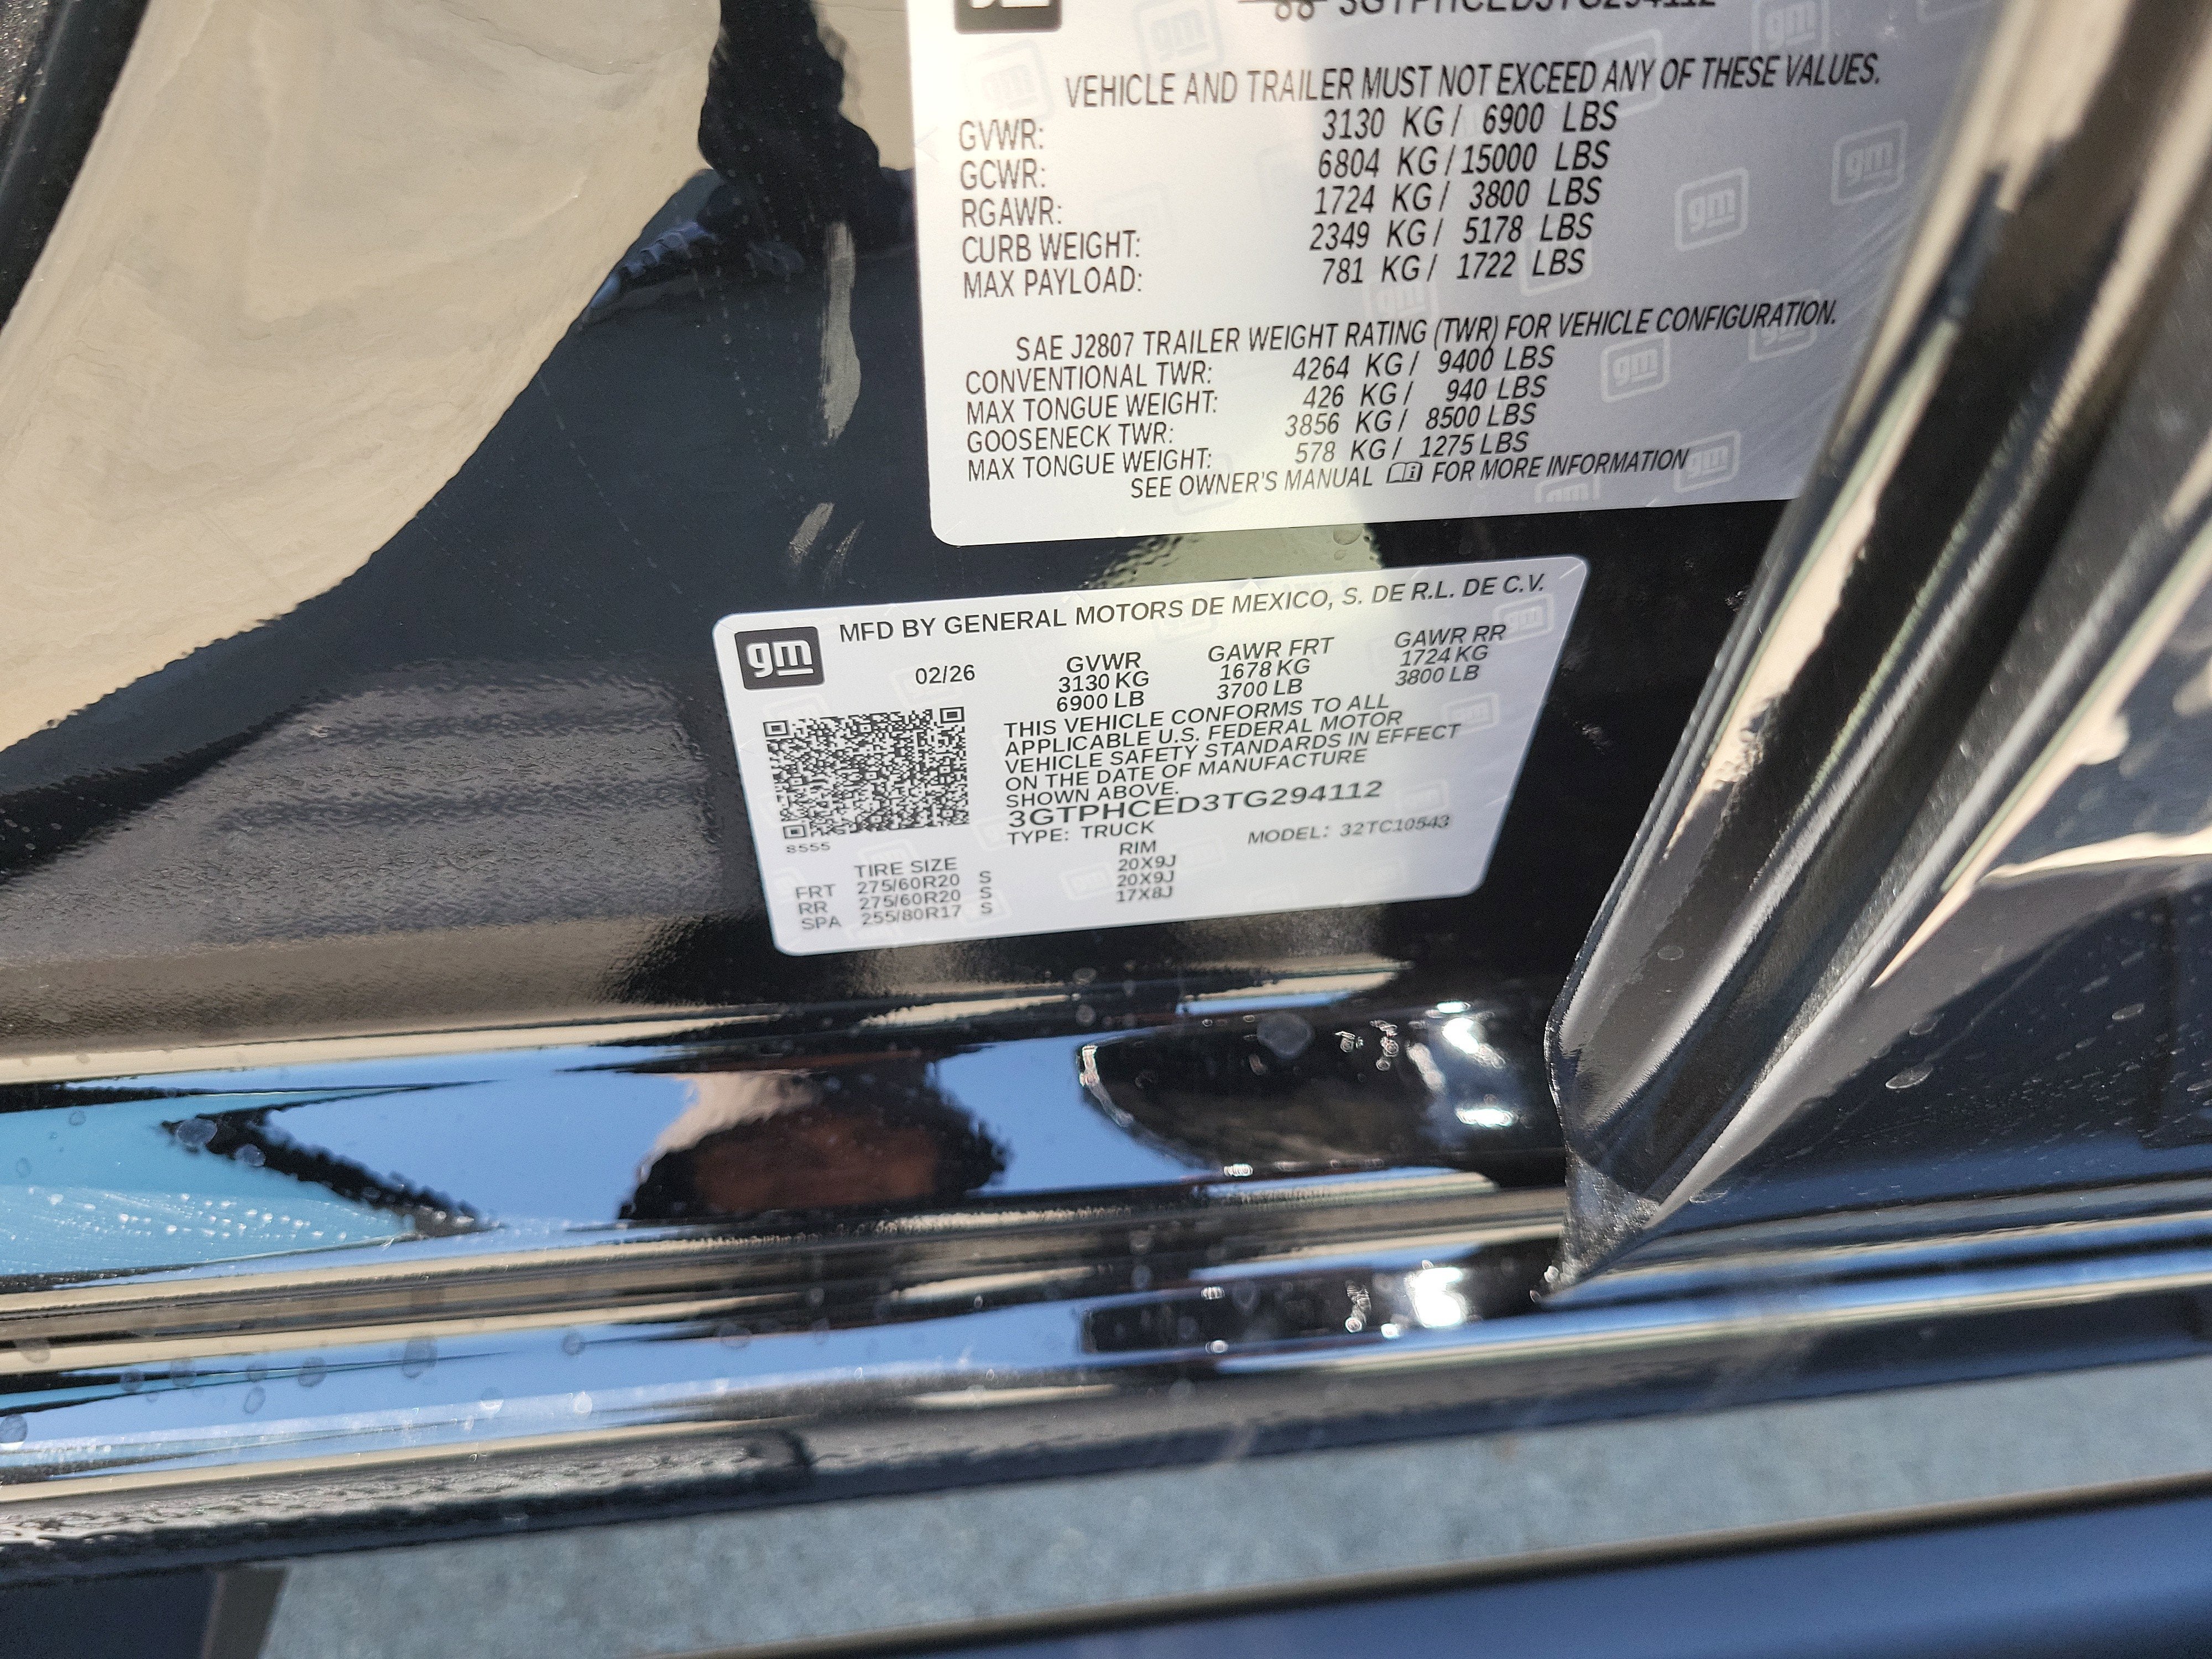 3GTPHCED3TG294112
VEHICLE AND TRAILER MUST NOT EXCEED ANY OF THESE VALUES.
GVWR: 3130 KG / 6900 LBS
GCWR: 6804 KG / 15000 LBS
RGAWR: 1724 KG / 3800 LBS
CURB WEIGHT: 2349 KG / 5178 LBS
MAX PAYLOAD: 781 KG / 1722 LBS
SAE J2807 TRAILER WEIGHT RATING (TWR) FOR VEHICLE CONFIGURATION.
CONVENTIONAL TWR: 4264 KG / 9400 LBS
MAX TONGUE WEIGHT: 426 KG / 940 LBS
GOOSENECK TWR: 3856 KG / 8500 LBS
MAX TONGUE WEIGHT: 578 KG / 1275 LBS
SEE OWNER'S MANUAL FOR MORE INFORMATION
gm MFD BY GENERAL MOTORS DE MEXICO, S. DE R.L. DE C.V.
02/26 GVWR GAWR FRT GAWR RR
3130 KG 1678 KG 1724 KG
6900 LB 3700 LB 3800 LB
THIS VEHICLE CONFORMS TO ALL
APPLICABLE U.S. FEDERAL MOTOR
VEHICLE SAFETY STANDARDS IN EFFECT
ON THE DATE OF MANUFACTURE
SHOWN ABOVE.
3GTPHCED3TG294112
TYPE: TRUCK MODEL: 32TC10543
8555
TIRE SIZE RIM
FRT 275/60R20 S 20X9J
RR 275/60R20 S 20X9J
SPA 255/80R17 S 17X8J